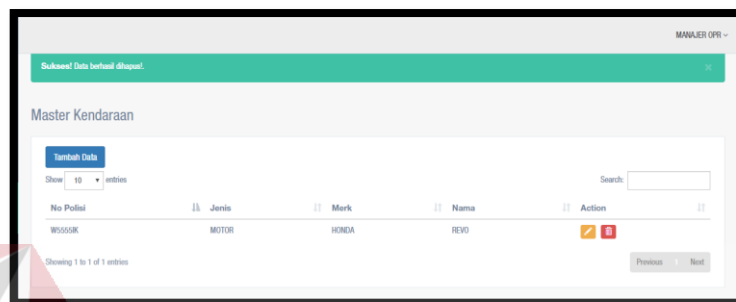 MANAJER OPR
Sukses! Data berhasil dihapus!.
Master Kendaraan
Tambah Data
Show 10 entries
Search:
No Polisi Jenis Merk Nama Action
W5555IK MOTOR HONDA REVO
Showing 1 to 1 of 1 entries
Previous 1 Next